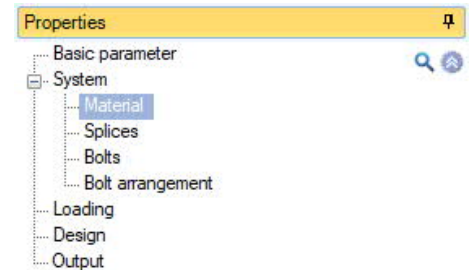 Properties
Basic parameter
System
Material
Splices
Bolts
Bolt arrangement
Loading
Design
Output